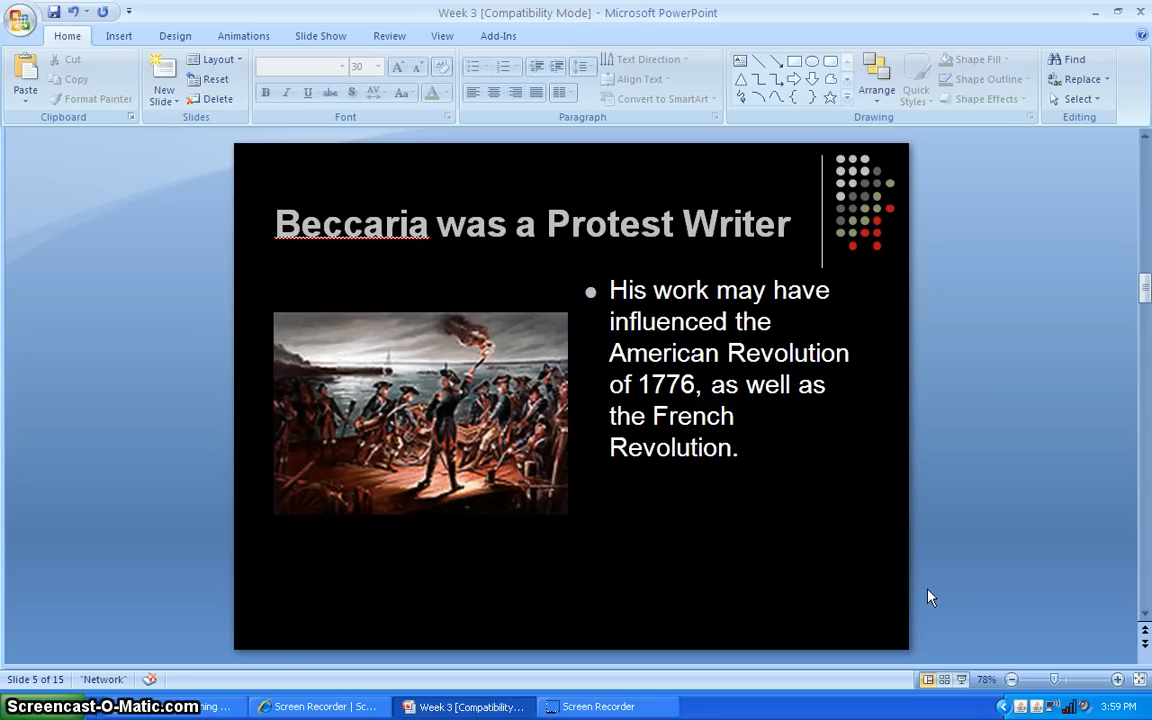 Week 3 [Compatibility Mode] - Microsoft PowerPoint
Home Insert Design Animations Slide Show Review View Add-Ins
Cut Layout 30 Text Direction Shape Fill Find
Paste Copy New Slide Reset Align Text Arrange Quick Styles Shape Outline Replace
Format Painter Delete B I U abc S AV Aa A Convert to SmartArt Shape Effects Select
Clipboard Slides Font Paragraph Drawing Editing
Beccaria was a Protest Writer
His work may have
influenced the
American Revolution
of 1776, as well as
the French
Revolution.
Slide 5 of 15 "Network" 78%
Screencast-O-Matic.com Screen Recorder | Sc... Week 3 [Compatibility... Screen Recorder 3:59 PM